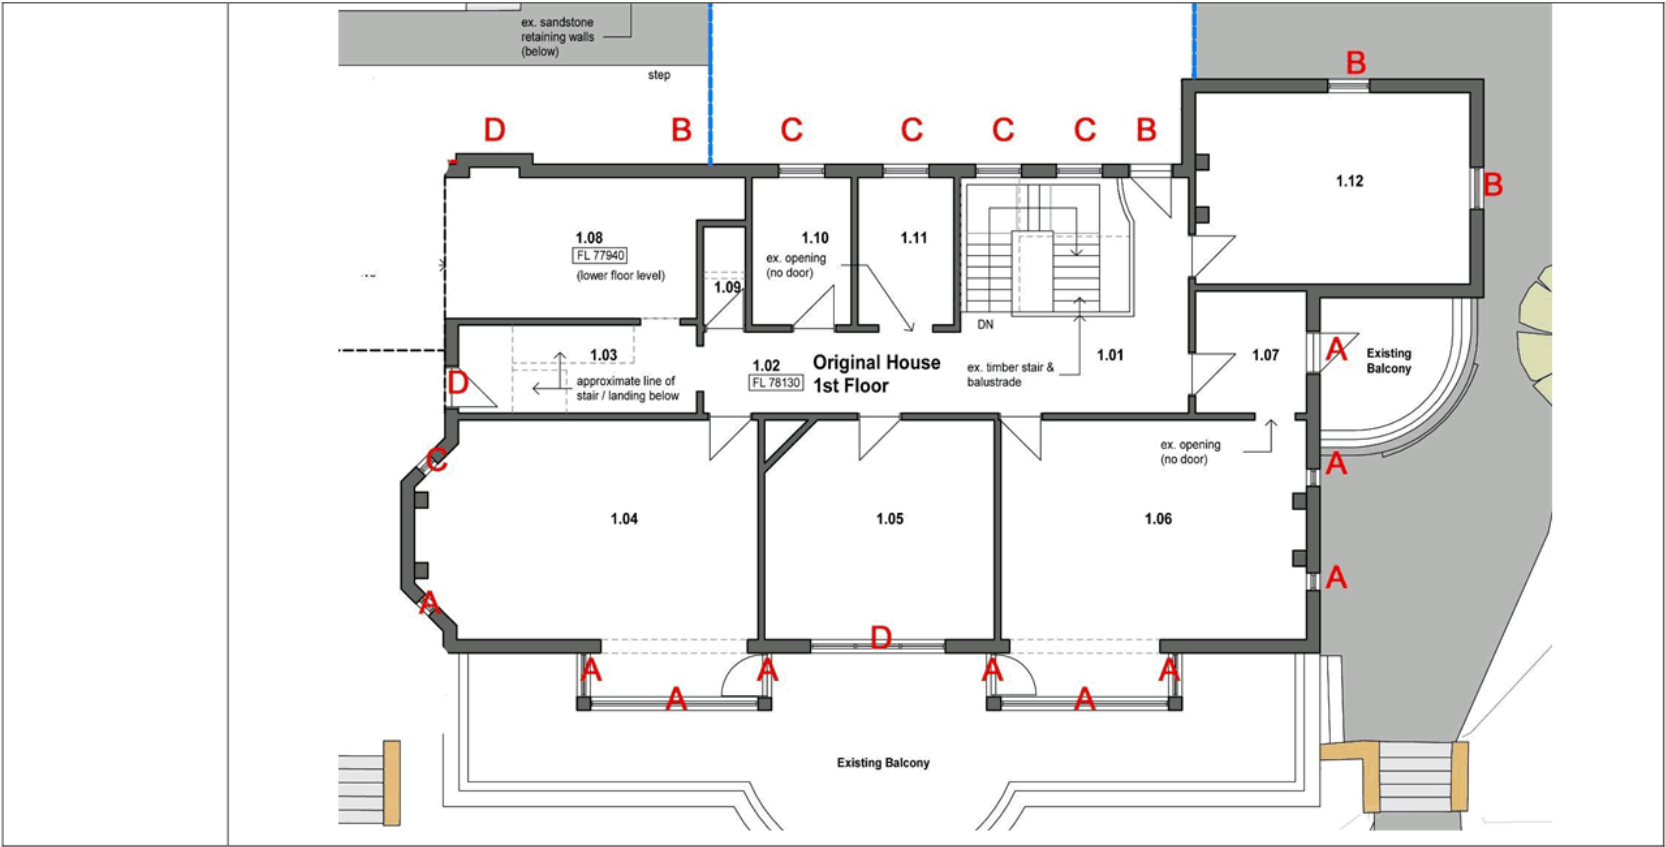 ex. sandstone
retaining walls
(below)
step
B
D
B
C
C
C
C
B
1.12
B
1.08
FL 77940
(lower floor level)
1.10
ex. opening
(no door)
1.11
1.09
DN
1.03
approximate line of
stair / landing below
D
1.02
FL 78130
Original House
1st Floor
ex. timber stair &
balustrade
1.01
1.07
A
Existing
Balcony
ex. opening
(no door)
C
A
1.04
1.05
1.06
A
A
D
A
A
A
A
A
A
Existing Balcony